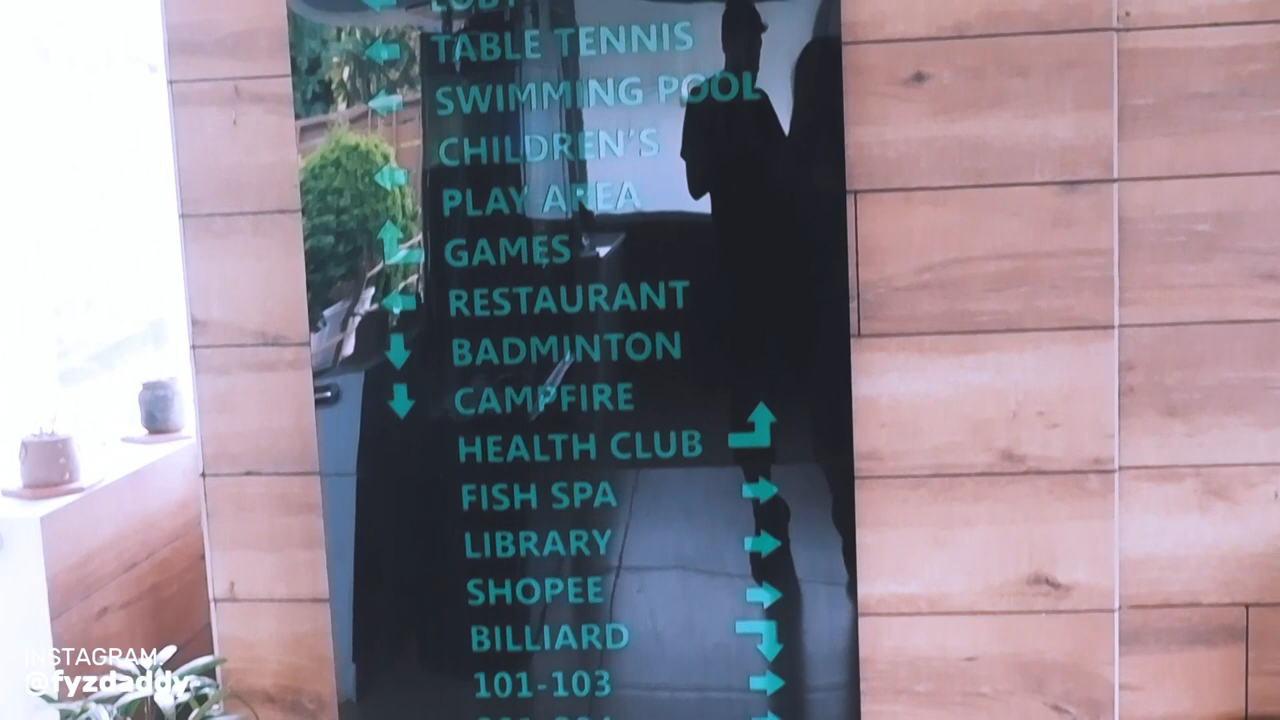 TABLE TENNIS
SWIMMING POOL
CHILDREN'S
PLAY AREA
GAMES
RESTAURANT
BADMINTON
CAMPFIRE
HEALTH CLUB
FISH SPA
LIBRARY
SHOPEE
BILLIARD
101-103
INSTAGRAM:
@fyzdaddy